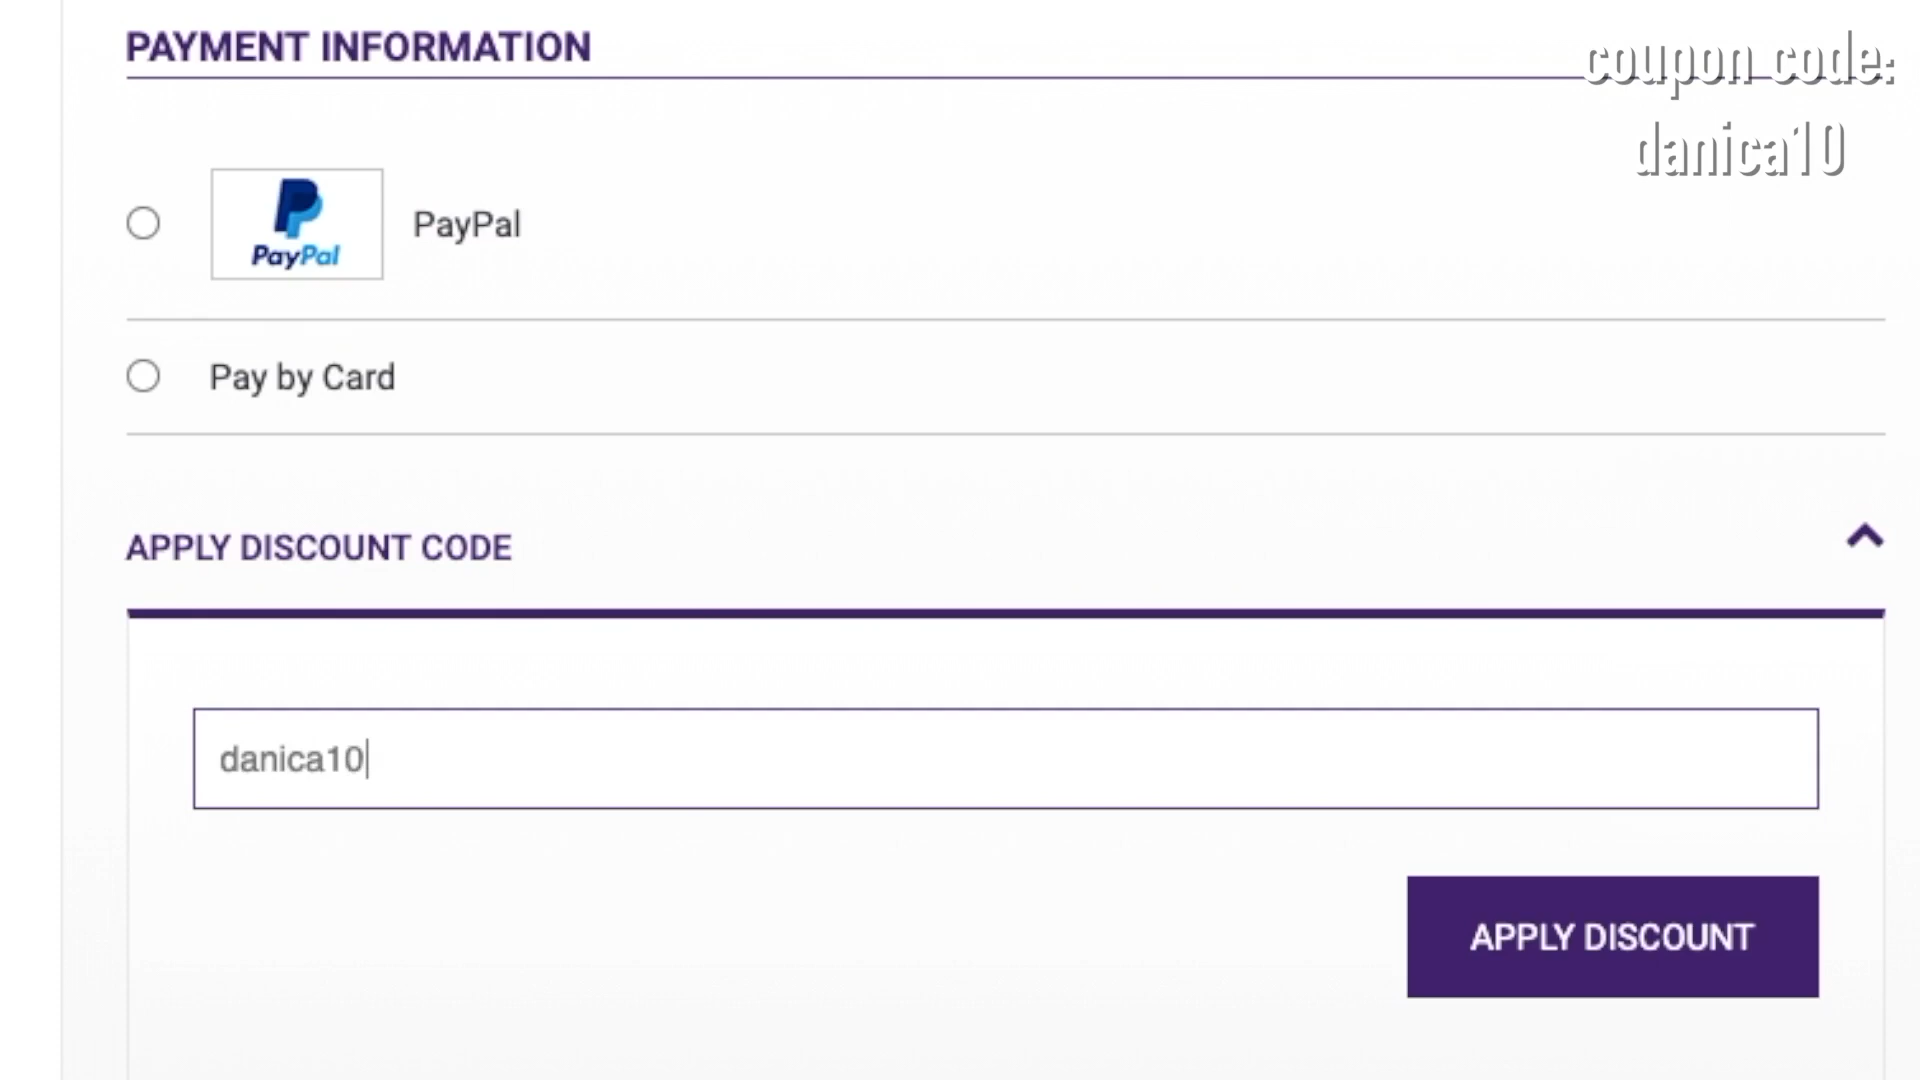 PAYMENT INFORMATION
coupon code:
danica10
PayPal
PayPal
Pay by Card
APPLY DISCOUNT CODE
danica10
APPLY DISCOUNT